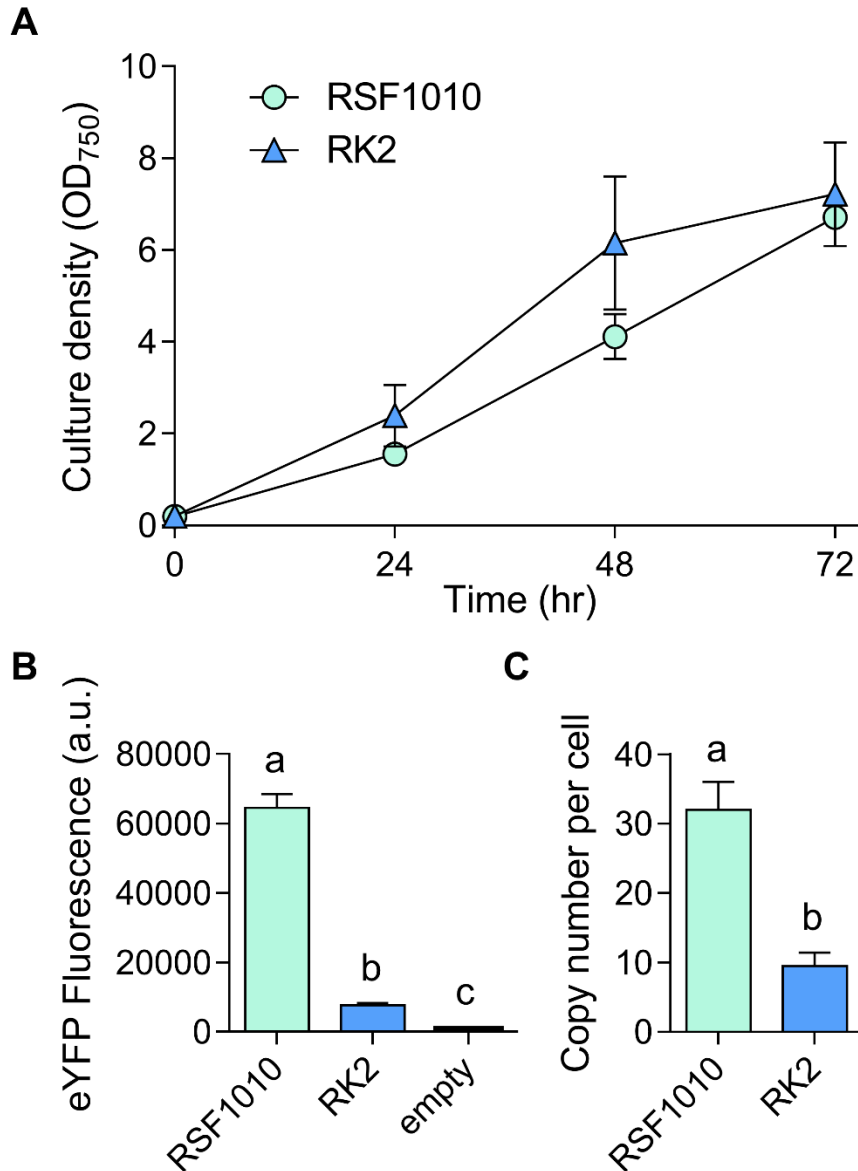 A
Culture density (OD750)
10
8
6
4
2
0
RSF1010
RK2
0 24 48 72
Time (hr)
B
eYFP Fluorescence (a.u.)
80000
60000
40000
20000
0
a
b
c
RSF1010 RK2 empty
C
Copy number per cell
40
30
20
10
0
a
b
RSF1010 RK2